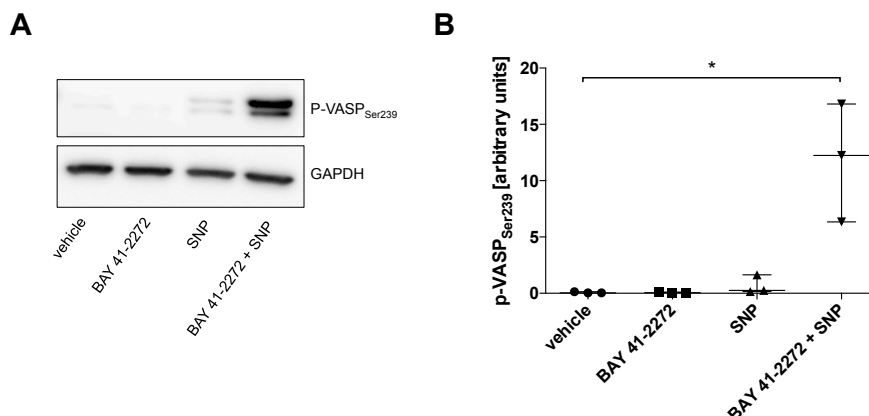 A
P-VASPSer239
GAPDH
vehicle
BAY 41-2272
SNP
BAY 41-2272 + SNP
B
p-VASPSer239 [arbitrary units]
20
15
10
5
0
*
vehicle
BAY 41-2272
SNP
BAY 41-2272 + SNP